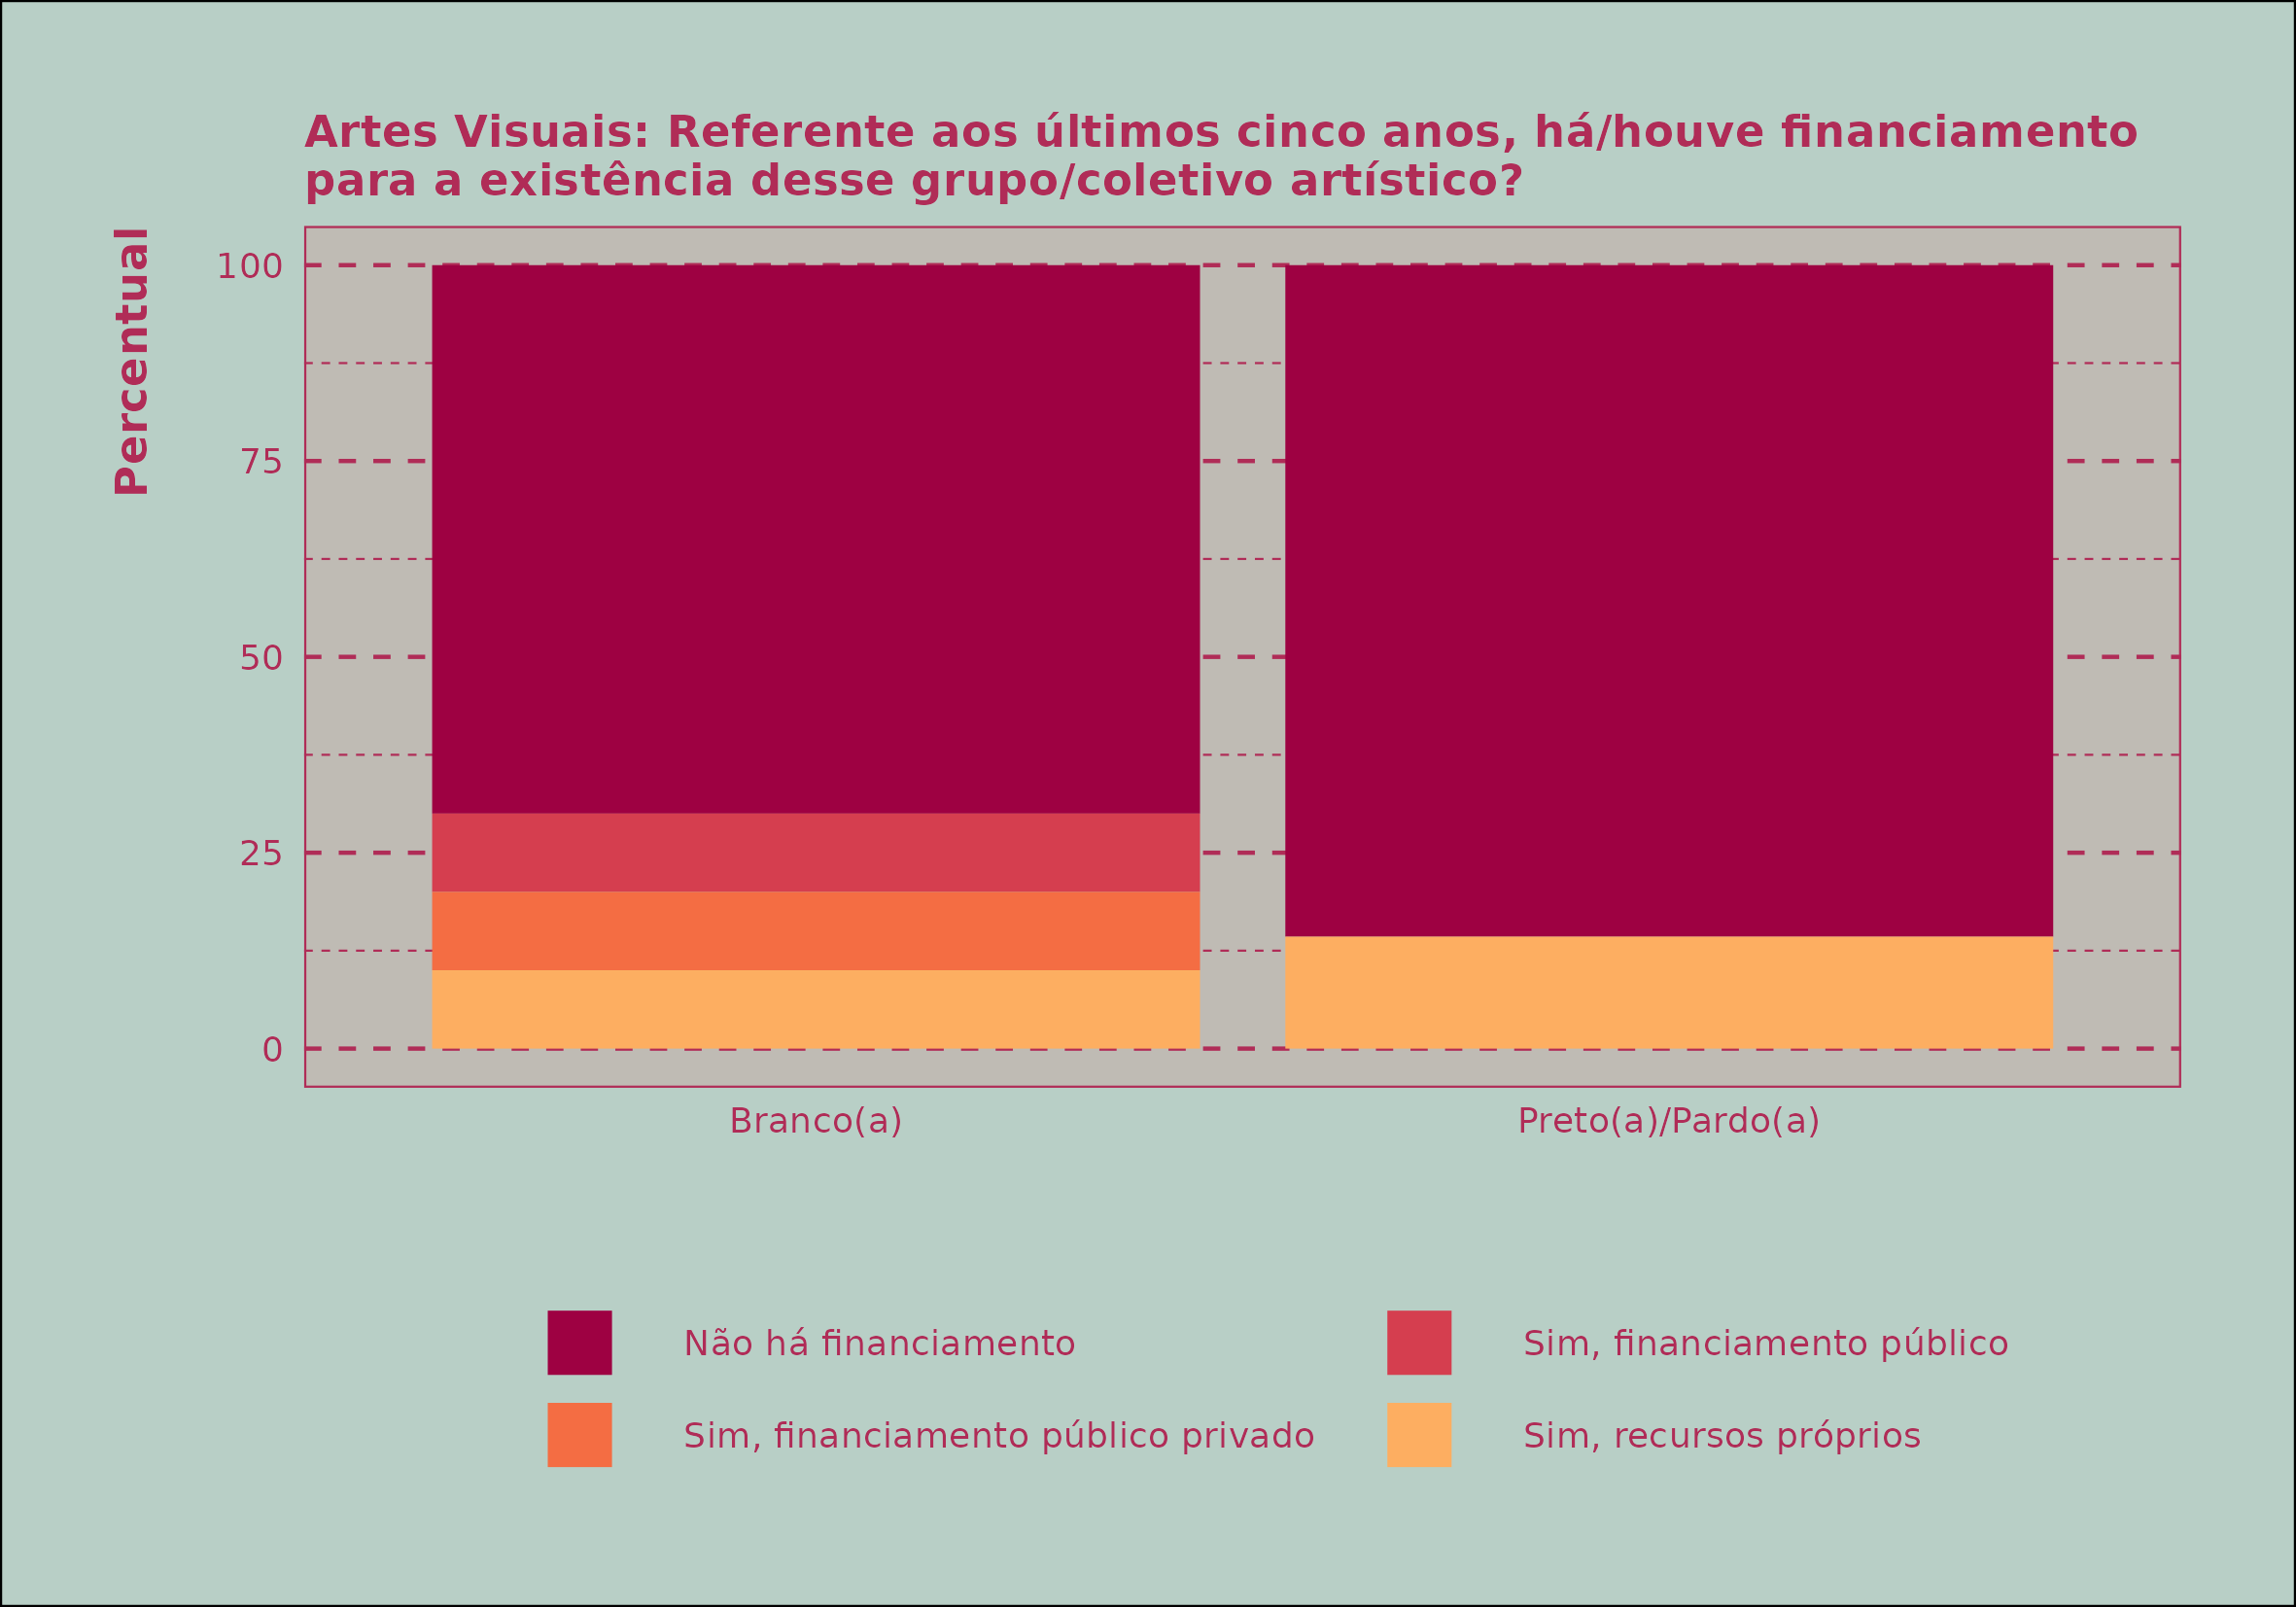 Artes Visuais: Referente aos últimos cinco anos, há/houve financiamento
para a existência desse grupo/coletivo artístico?
Percentual
100
75
50
25
0
Branco(a)
Preto(a)/Pardo(a)
Não há financiamento
Sim, financiamento público
Sim, financiamento público privado
Sim, recursos próprios